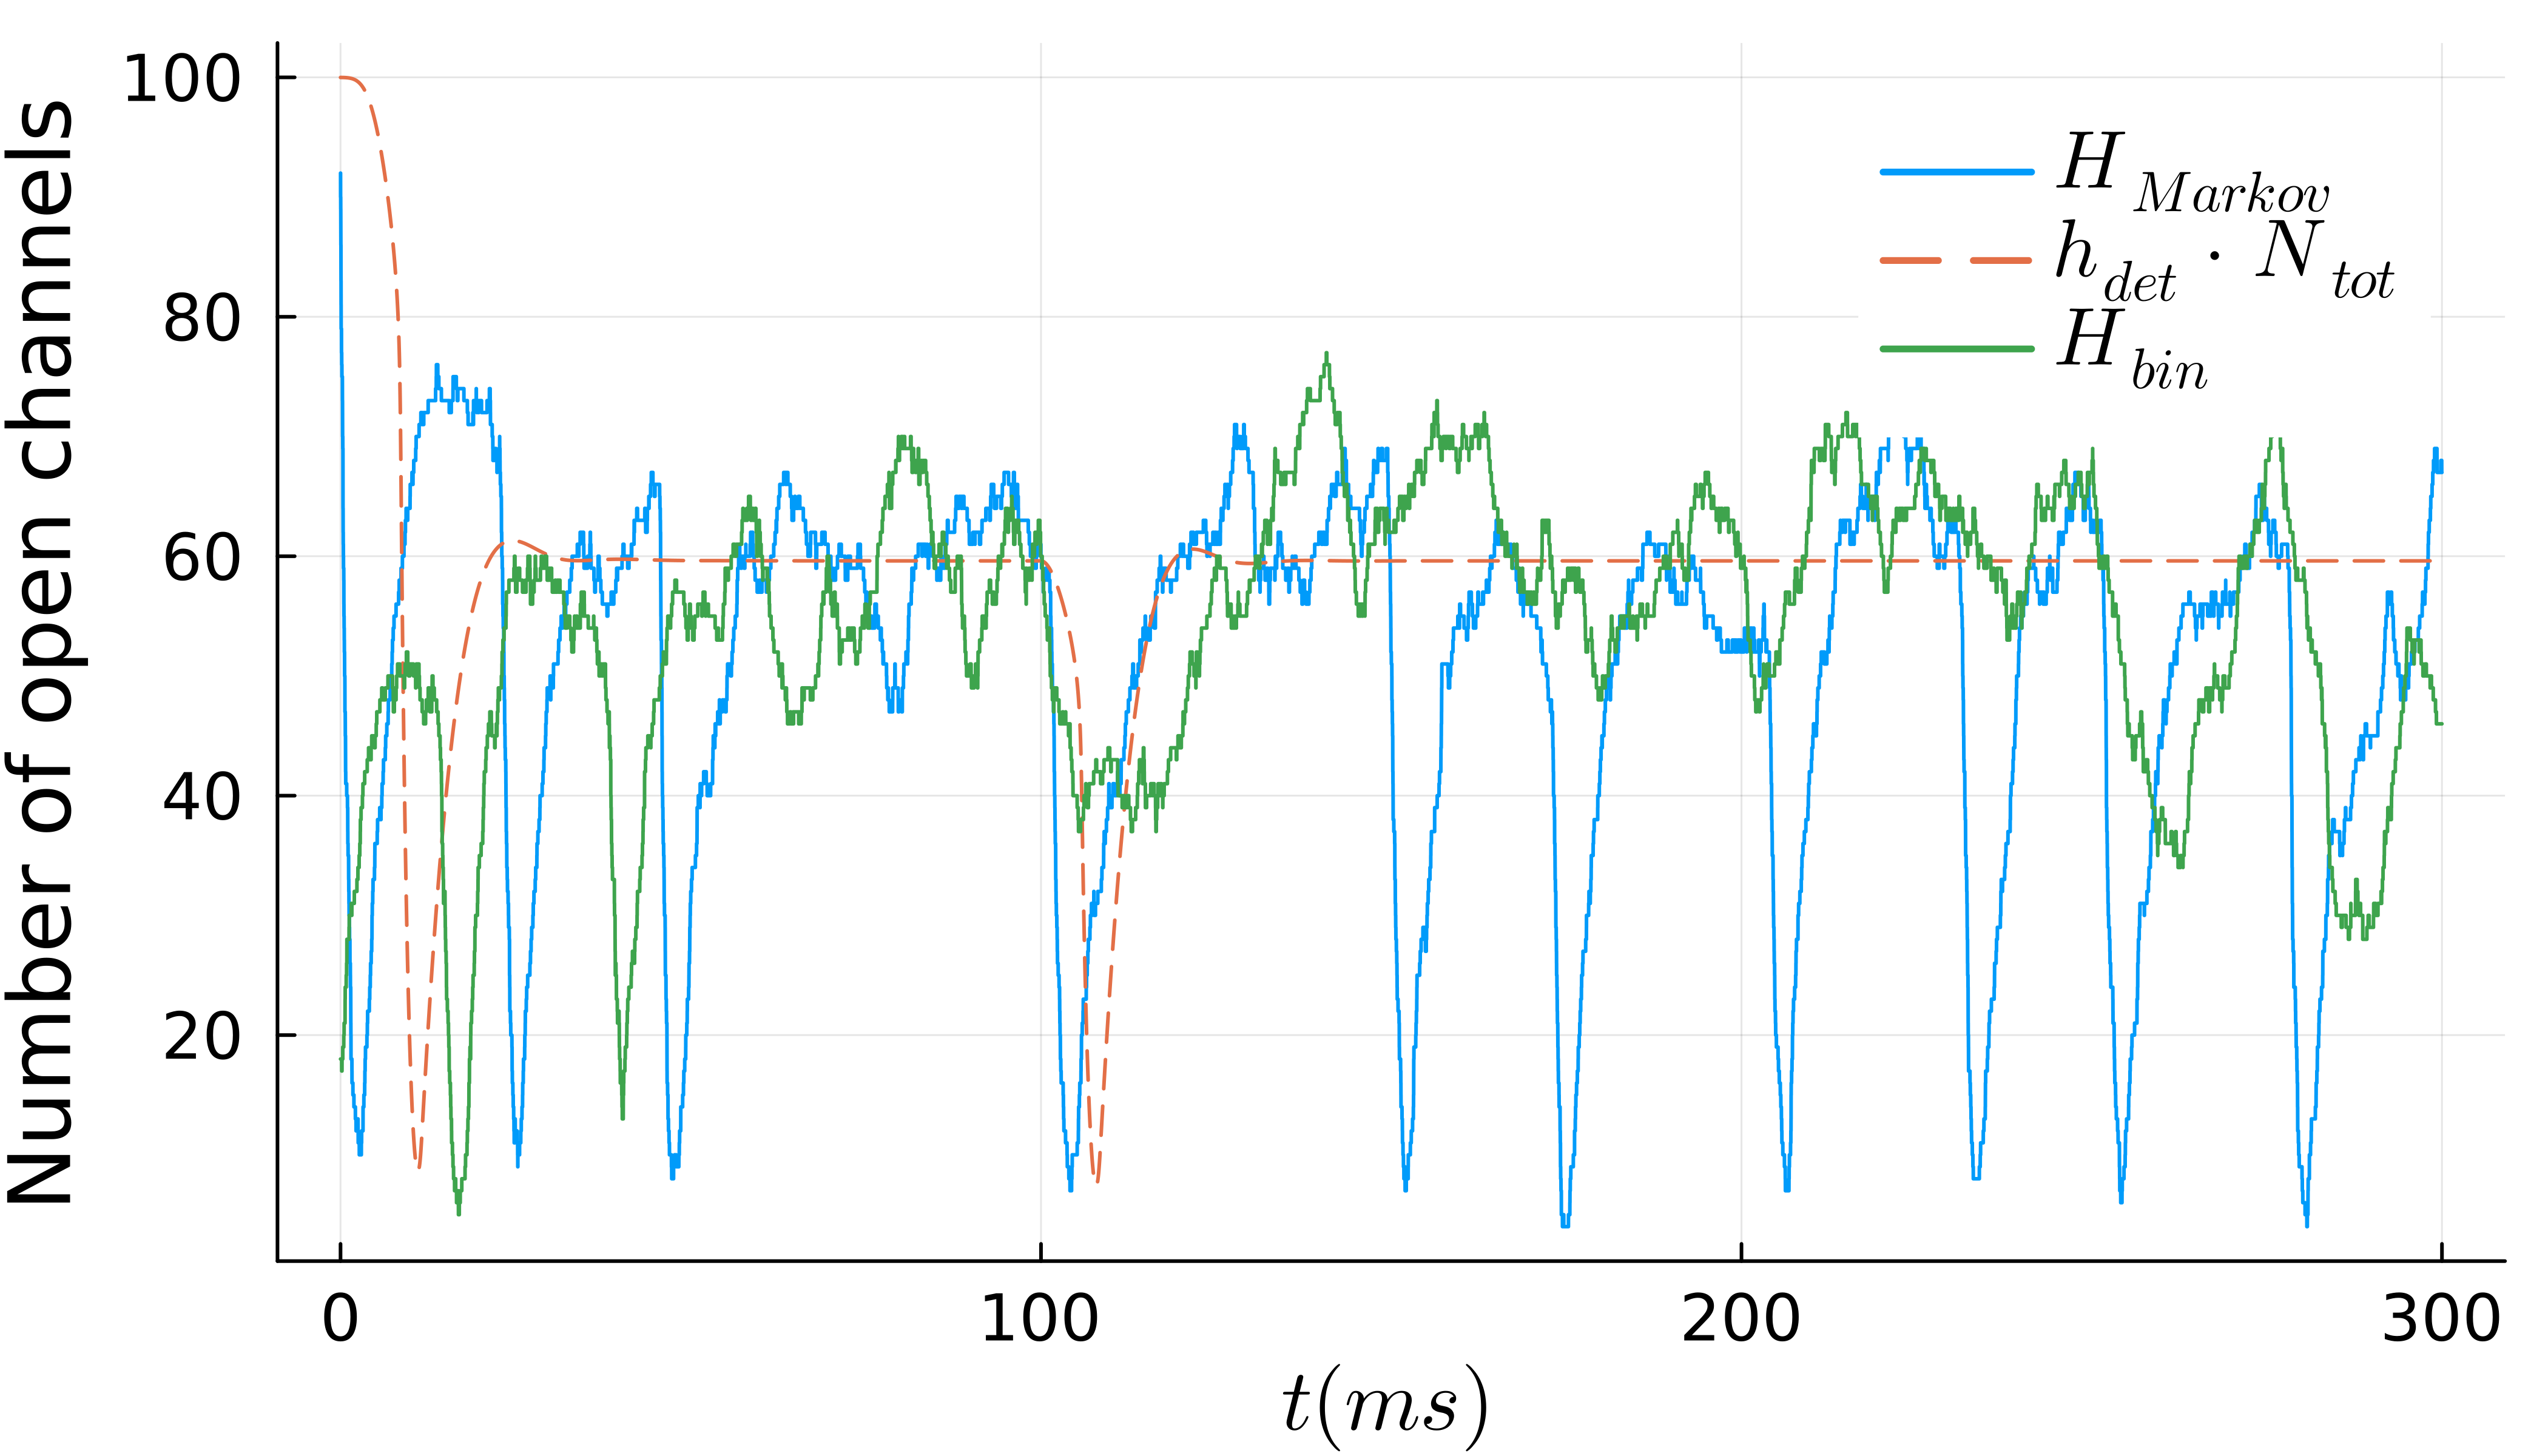 Number of open channels
100
80
60
40
20
0 100 200 300
t(ms)
H_Markov
h_det · N_tot
H_bin